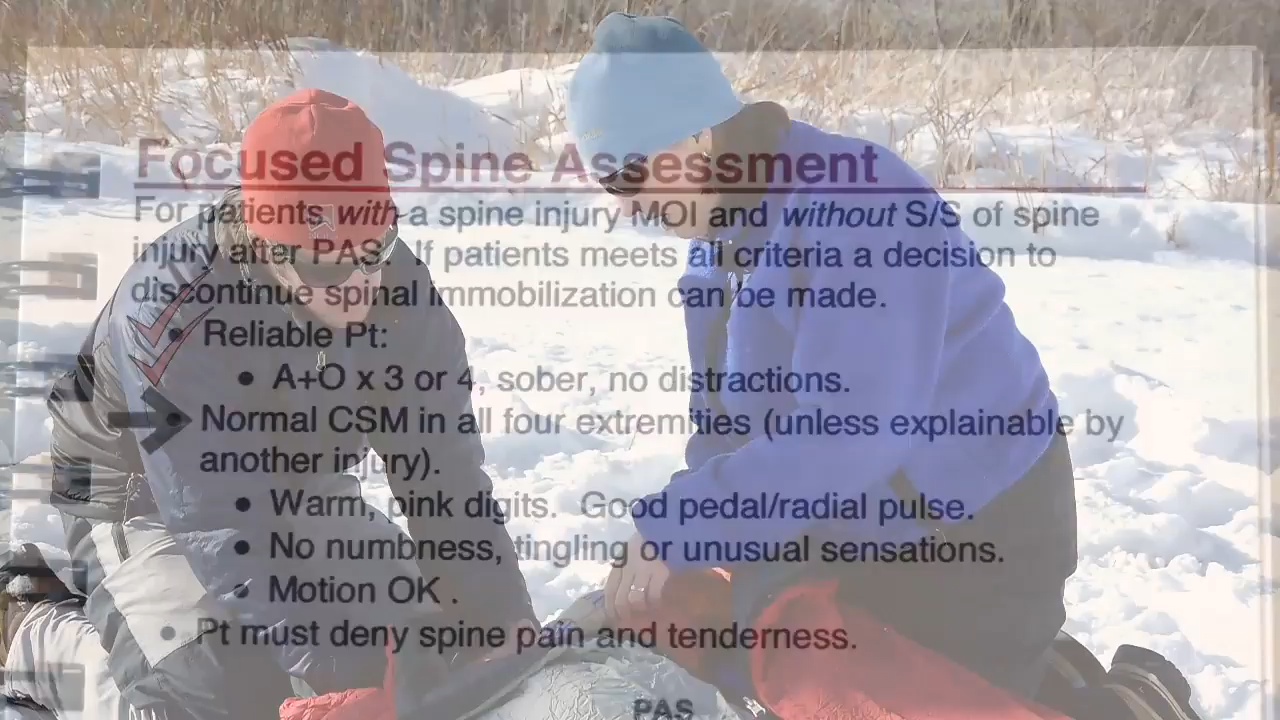 Focused Spine Assessment
For patients with a spine injury MOI and without S/S of spine
injury after PAS. If patients meets all criteria a decision to
discontinue spinal immobilization can be made.
• Reliable Pt:
• A+O x 3 or 4, sober, no distractions.
• Normal CSM in all four extremities (unless explainable by
another injury).
• Warm, pink digits. Good pedal/radial pulse.
• No numbness, tingling or unusual sensations.
• Motion OK .
• Pt must deny spine pain and tenderness.
PAS